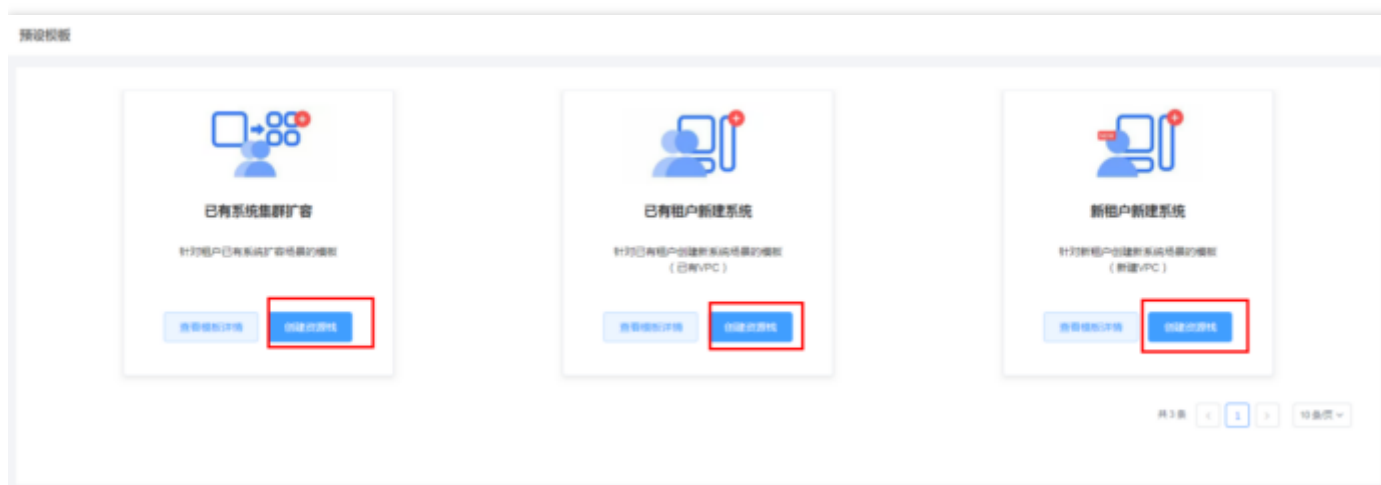 预设模板
已有系统集群扩容
针对租户已有系统扩容场景的模板
查看模板详情
创建资源栈
已有租户新建系统
针对已有租户创建新系统场景的模板
（已有VPC）
查看模板详情
创建资源栈
新租户新建系统
针对新租户创建新系统场景的模板
（新建VPC）
查看模板详情
创建资源栈
共3条
1
10条/页